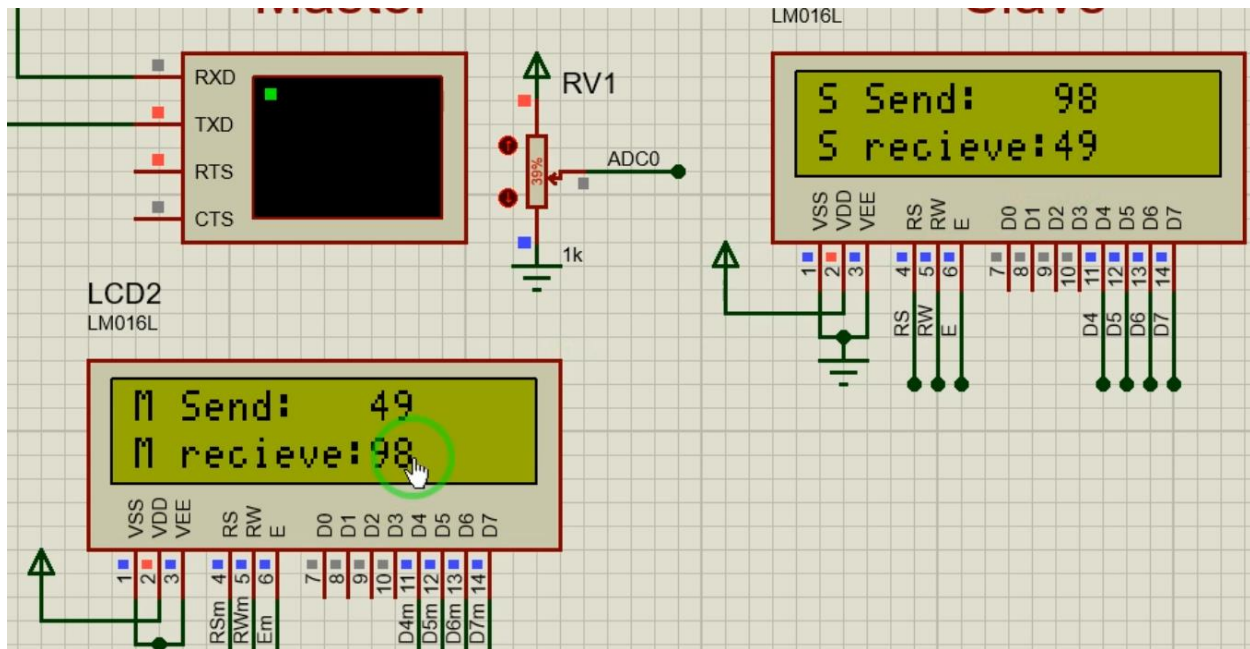 Master
Slave
LM016L
RXD
TXD
RTS
CTS
RV1
39%
ADC0
1k
S Send: 98
S recieve:49
VSS VDD VEE RS RW E D0 D1 D2 D3 D4 D5 D6 D7
1 2 3 4 5 6 7 8 9 10 11 12 13 14
RS RW E D4 D5 D6 D7
LCD2
LM016L
M Send: 49
M recieve:98
VSS VDD VEE RS RW E D0 D1 D2 D3 D4 D5 D6 D7
1 2 3 4 5 6 7 8 9 10 11 12 13 14
RSm RWm Em D4m D5m D6m D7m